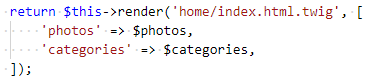 return $this->render('home/index.html.twig', [
    'photos' => $photos,
    'categories' => $categories,
]);